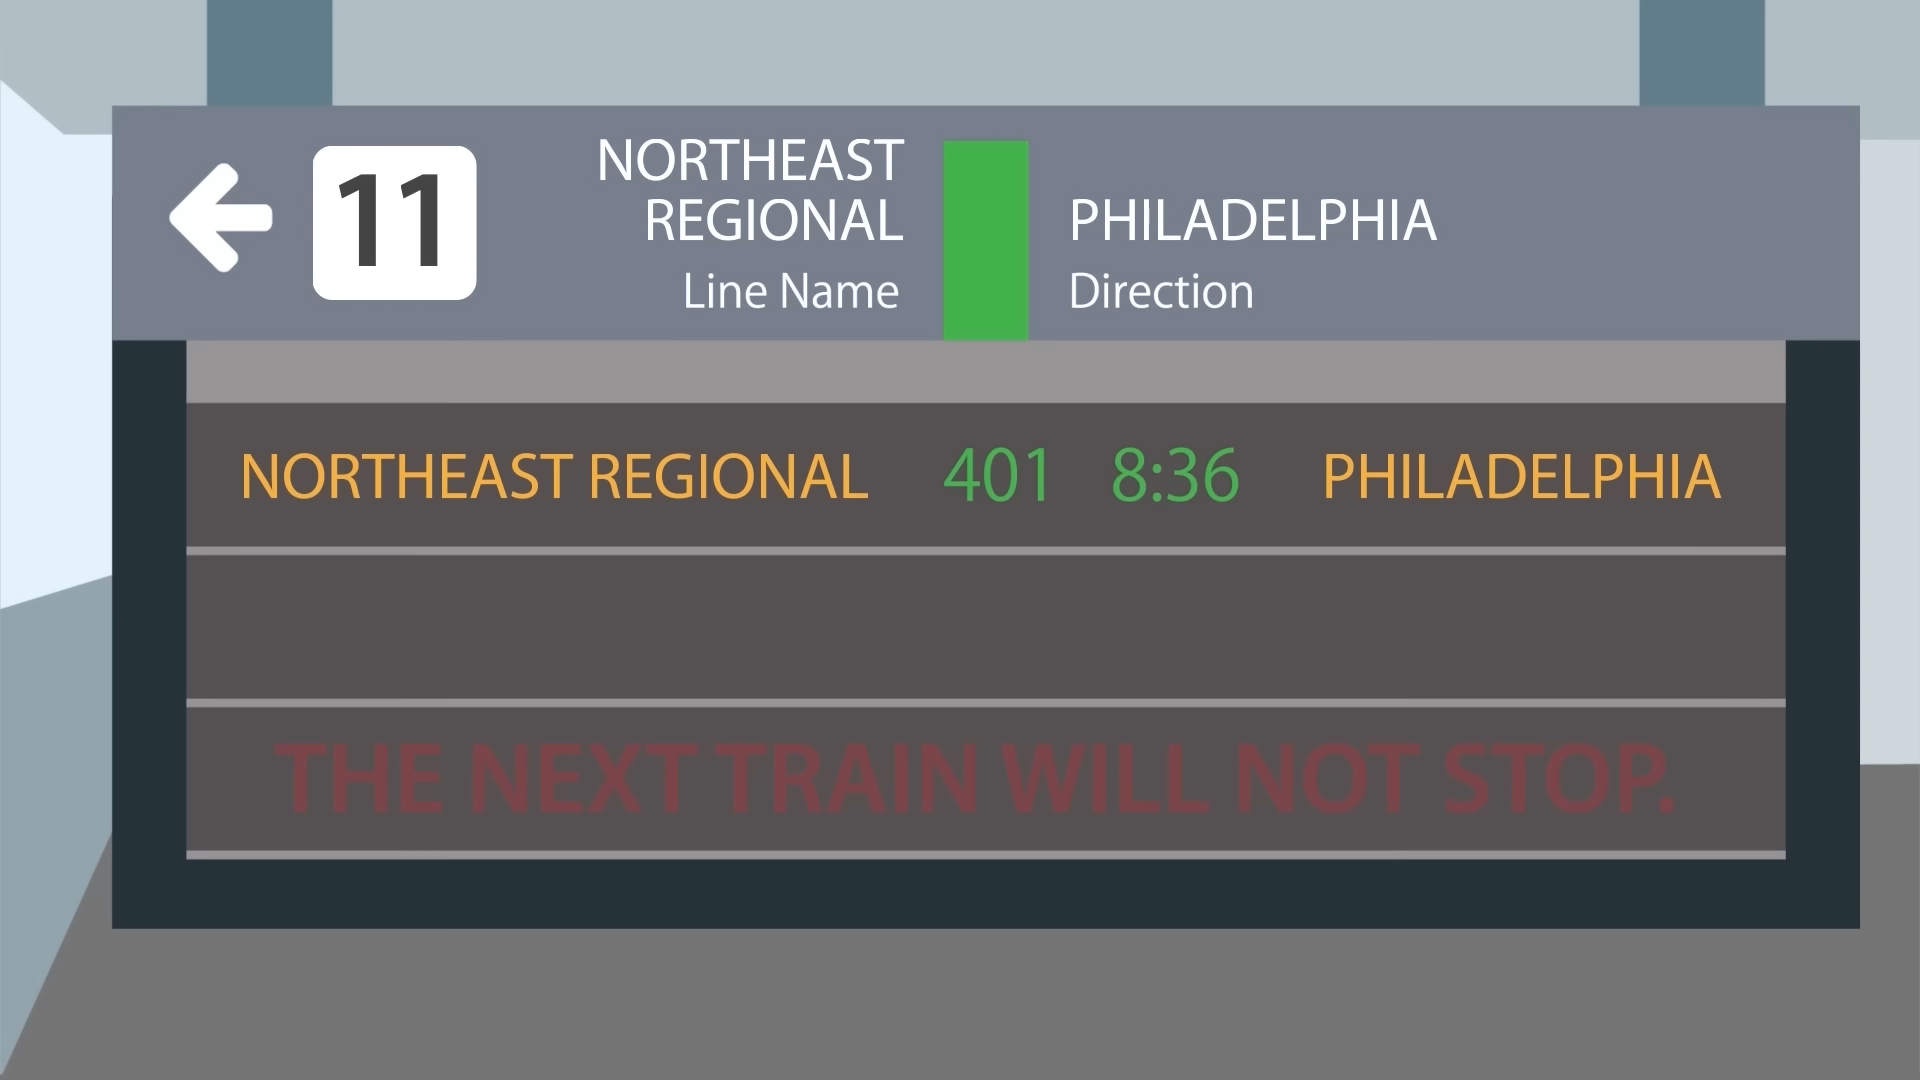 11
NORTHEAST
REGIONAL
Line Name
PHILADELPHIA
Direction
NORTHEAST REGIONAL 401 8:36 PHILADELPHIA
THE NEXT TRAIN WILL NOT STOP.